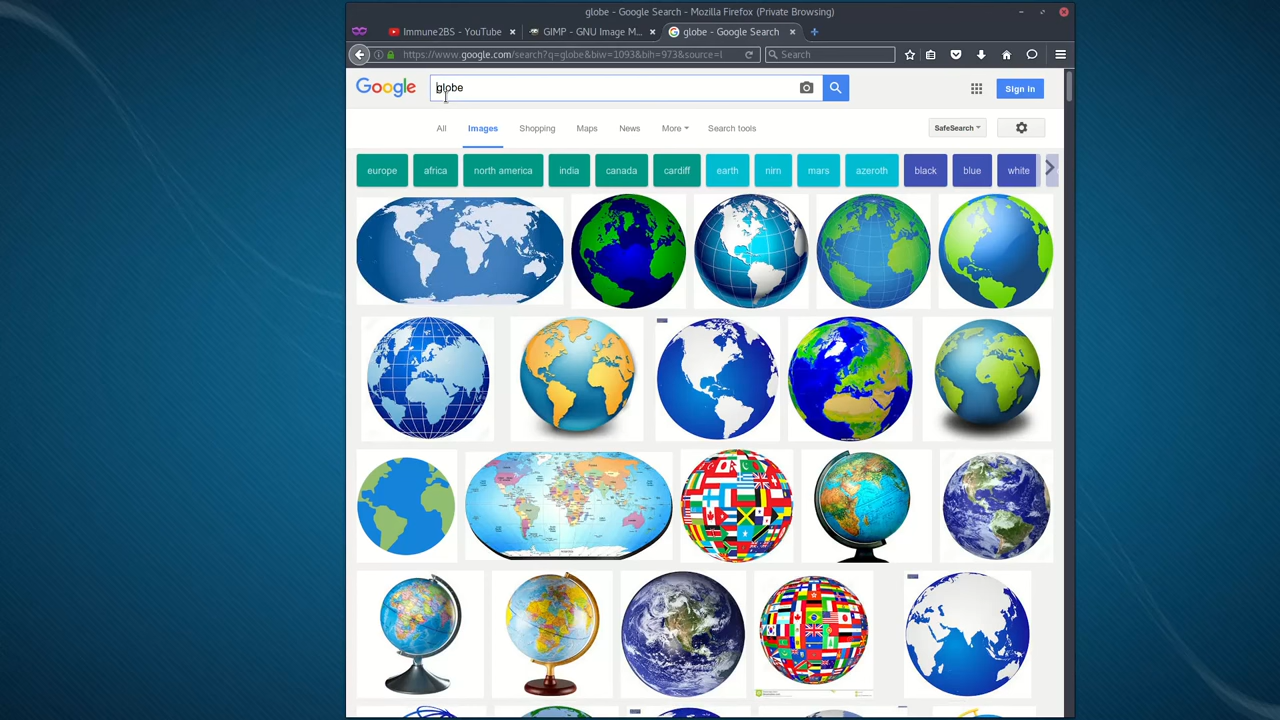 globe - Google Search - Mozilla Firefox (Private Browsing)
Immune2BS - YouTube
GIMP - GNU Image M...
globe - Google Search
https://www.google.com/search?q=globe&biw=1093&bih=973&source=l
Search
Google
globe
Sign in
All
Images
Shopping
Maps
News
More
Search tools
SafeSearch
europe
africa
north america
india
canada
cardiff
earth
nirn
mars
azeroth
black
blue
white